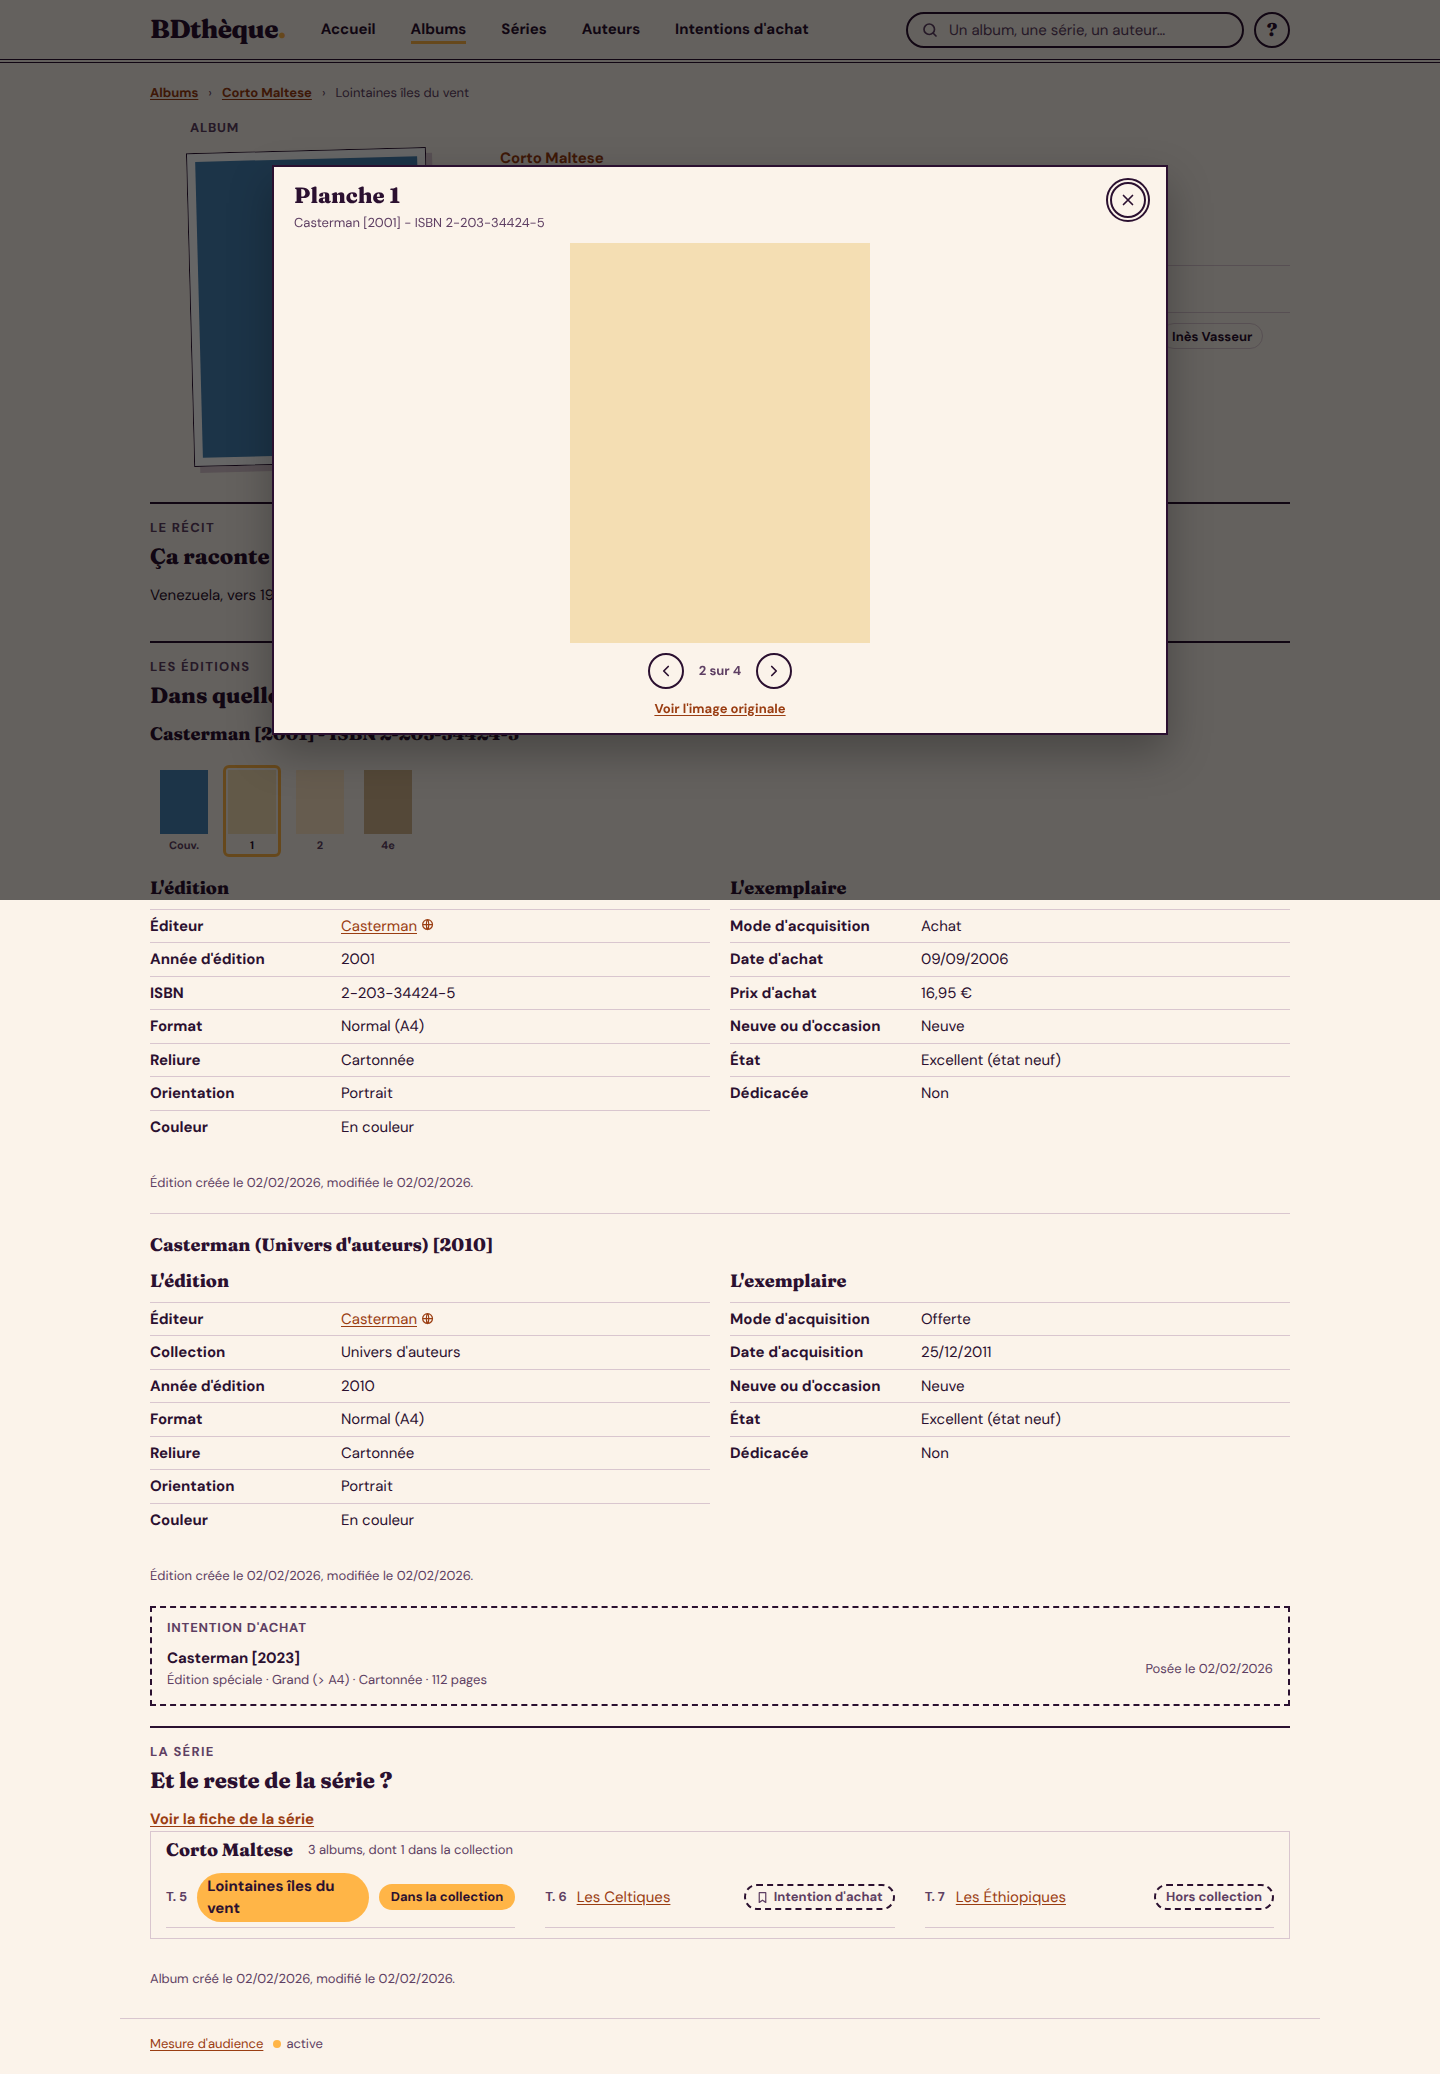 BDthèque.
Accueil
Albums
Séries
Auteurs
Intentions d'achat
Un album, une série, un auteur…
?
Albums › Corto Maltese › Lointaines îles du vent
ALBUM
Corto Maltese
Planche 1
Casterman [2001] - ISBN 2-203-34424-5
Inès Vasseur
2 sur 4
Voir l'image originale
LE RÉCIT
Ça raconte
Venezuela, vers 19
LES ÉDITIONS
Dans quelle
Casterman [2001] - ISBN 2-203-34424-5
Couv.
1
2
4e
L'édition
Éditeur Casterman
Année d'édition 2001
ISBN 2-203-34424-5
Format Normal (A4)
Reliure Cartonnée
Orientation Portrait
Couleur En couleur
L'exemplaire
Mode d'acquisition Achat
Date d'achat 09/09/2006
Prix d'achat 16,95 €
Neuve ou d'occasion Neuve
État Excellent (état neuf)
Dédicacée Non
Édition créée le 02/02/2026, modifiée le 02/02/2026.
Casterman (Univers d'auteurs) [2010]
L'édition
Éditeur Casterman
Collection Univers d'auteurs
Année d'édition 2010
Format Normal (A4)
Reliure Cartonnée
Orientation Portrait
Couleur En couleur
L'exemplaire
Mode d'acquisition Offerte
Date d'acquisition 25/12/2011
Neuve ou d'occasion Neuve
État Excellent (état neuf)
Dédicacée Non
Édition créée le 02/02/2026, modifiée le 02/02/2026.
INTENTION D'ACHAT
Casterman [2023]
Édition spéciale · Grand (> A4) · Cartonnée · 112 pages
Posée le 02/02/2026
LA SÉRIE
Et le reste de la série ?
Voir la fiche de la série
Corto Maltese 3 albums, dont 1 dans la collection
T. 5 Lointaines îles du
vent
Dans la collection
T. 6 Les Celtiques Intention d'achat
T. 7 Les Éthiopiques Hors collection
Album créé le 02/02/2026, modifié le 02/02/2026.
Mesure d'audience active